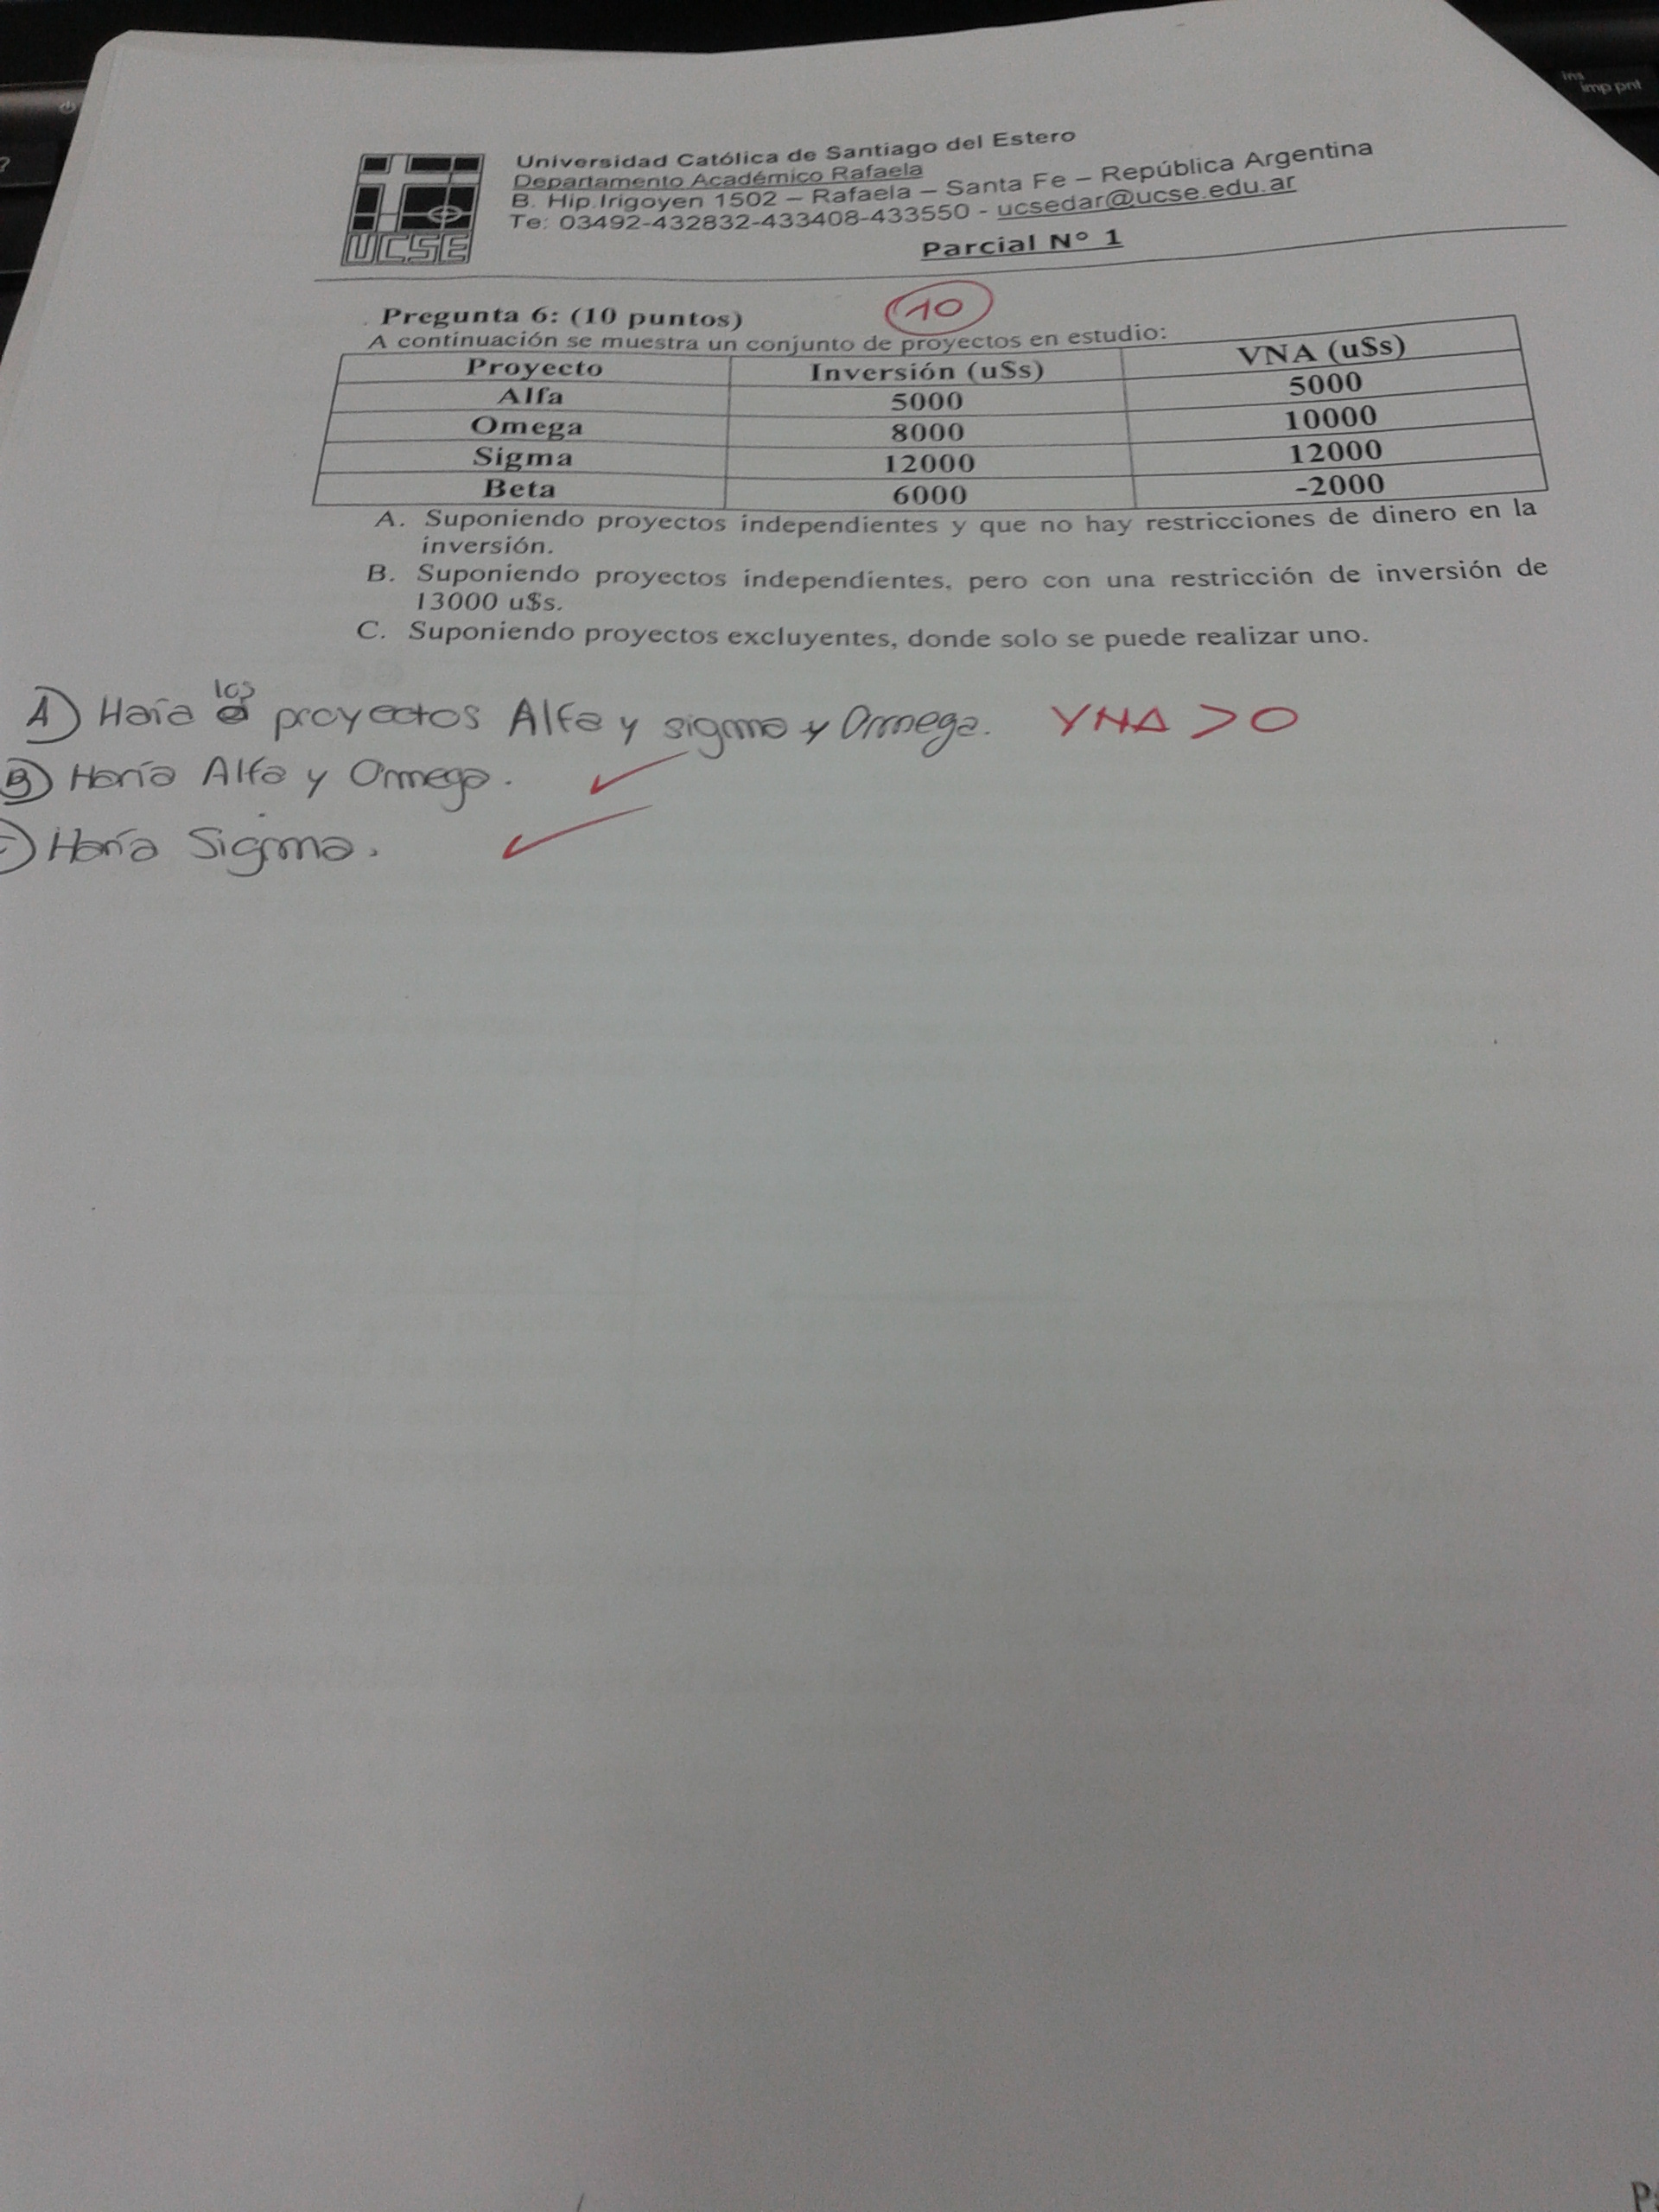 ins
imp pnt
?
UCSE
Universidad Católica de Santiago del Estero
Departamento Académico Rafaela
B. Hip.Irigoyen 1502 – Rafaela – Santa Fe – República Argentina
Te: 03492-432832-433408-433550 - ucsedar@ucse.edu.ar
Parcial N° 1
Pregunta 6: (10 puntos)
10
A continuación se muestra un conjunto de proyectos en estudio:
Proyecto Inversión (u$s) VNA (u$s)
Alfa 5000 5000
Omega 8000 10000
Sigma 12000 12000
Beta 6000 -2000
A. Suponiendo proyectos independientes y que no hay restricciones de dinero en la
inversión.
B. Suponiendo proyectos independientes, pero con una restricción de inversión de
13000 u$s.
C. Suponiendo proyectos excluyentes, donde solo se puede realizar uno.
A) Haría los proyectos Alfa y sigma y Omega. VNA > 0
B) Haría Alfa y Omega.
C) Haría Sigma.